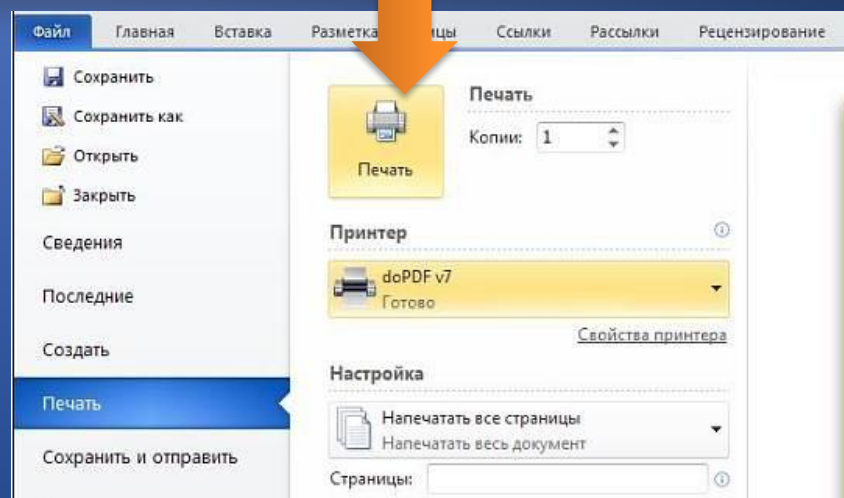 Файл Главная Вставка Разметка ицы Ссылки Рассылки Рецензирование
Сохранить
Сохранить как
Открыть
Закрыть
Сведения
Последние
Создать
Печать
Сохранить и отправить
Печать
Печать
Копии: 1
Принтер
doPDF v7
Готово
Свойства принтера
Настройка
Напечатать все страницы
Напечатать весь документ
Страницы: